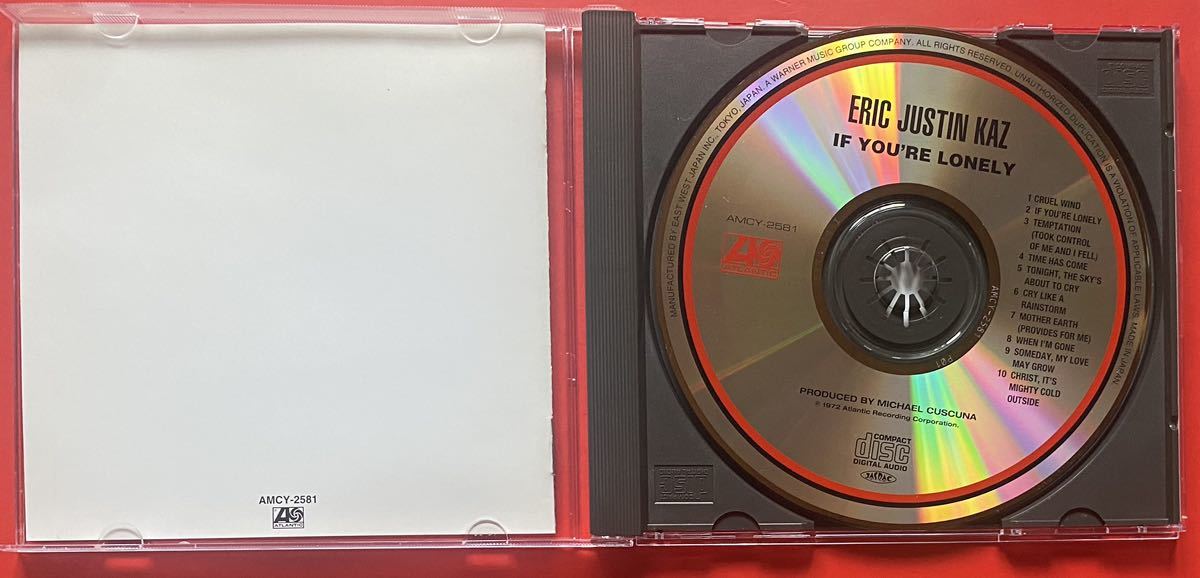 AMCY-2581
ATLANTIC
MANUFACTURED BY EAST WEST JAPAN INC., TOKYO, JAPAN. A WARNER MUSIC GROUP COMPANY. ALL RIGHTS RESERVED. UNAUTHORIZED DUPLICATION IS A VIOLATION OF APPLICABLE LAWS. MADE IN JAPAN
ERIC JUSTIN KAZ
IF YOU'RE LONELY
AMCY-2581
ATLANTIC
1 CRUEL WIND
2 IF YOU'RE LONELY
3 TEMPTATION
(TOOK CONTROL
OF ME AND I FELL)
4 TIME HAS COME
5 TONIGHT, THE SKY'S
ABOUT TO CRY
6 CRY LIKE A
RAINSTORM
7 MOTHER EARTH
(PROVIDES FOR ME)
8 WHEN I'M GONE
9 SOMEDAY, MY LOVE
MAY GROW
10 CHRIST, IT'S
MIGHTY COLD
OUTSIDE
AMCY-2581 P01
PRODUCED BY MICHAEL CUSCUNA
℗ 1972 Atlantic Recording Corporation.
COMPACT
disc
DIGITAL AUDIO
JASRAC